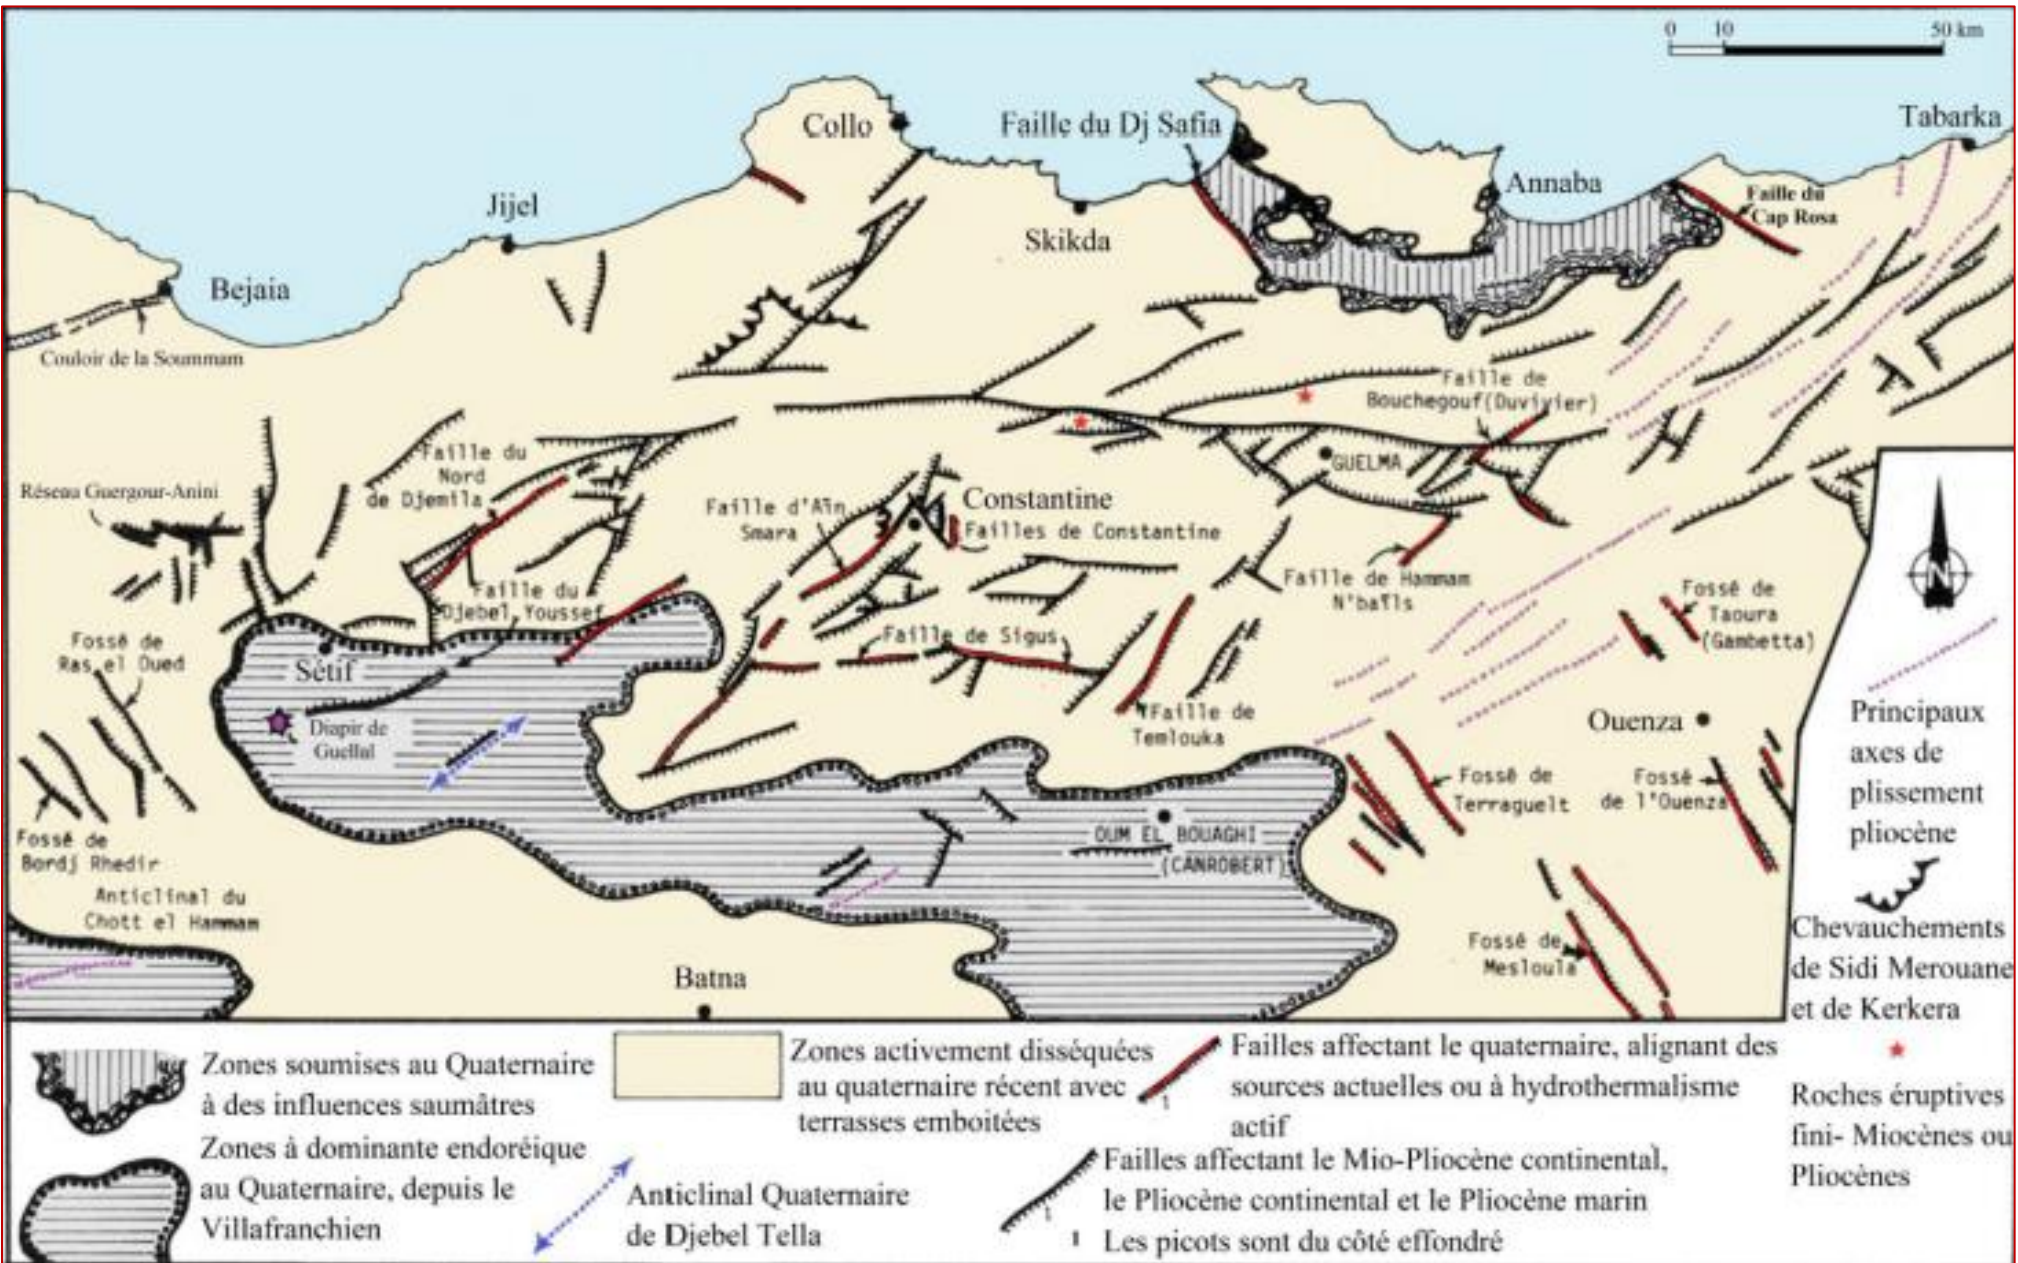 0 10 50 km
Tabarka
Collo
Faille du Dj Safia
Annaba
Faille du
Cap Rosa
Jijel
Skikda
Bejaia
Couloir de la Soummam
Faille de
Bouchegouf(Duvivier)
GUELMA
Faille du
Nord
de Djemila
Réseau Guergour-Anini
Faille d'Aïn
Smara
Constantine
Failles de Constantine
Faille de Hammam
N'baïls
Faille du
Djebel Youssef
Fossé de
Taoura
(Gambetta)
Fossé de
Ras el Oued
Faille de Sigus
Sétif
Diapir de
Guellal
Faille de
Temlouka
Ouenza
Fossé de
Terraguelt
Fossé
de l'Ouenza
OUM EL BOUAGHI
(CANROBERT)
Fossé de
Bordj Rhedir
Anticlinal du
Chott el Hammam
Fossé de
Mesloula
Batna
N
Principaux
axes de
plissement
pliocène
Chevauchements
de Sidi Merouane
et de Kerkera
Roches éruptives
fini- Miocènes ou
Pliocènes
Zones soumises au Quaternaire
à des influences saumâtres
Zones à dominante endoréique
au Quaternaire, depuis le
Villafranchien
Zones activement disséquées
au quaternaire récent avec
terrasses emboitées
Anticlinal Quaternaire
de Djebel Tella
Failles affectant le quaternaire, alignant des
sources actuelles ou à hydrothermalisme
actif
Failles affectant le Mio-Pliocène continental,
le Pliocène continental et le Pliocène marin
Les picots sont du côté effondré